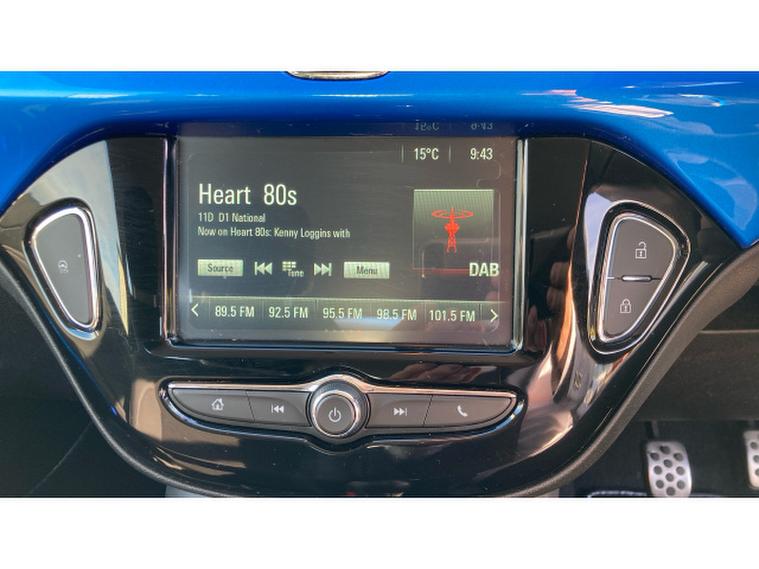 15°C 9:43
Heart 80s
11D D1 National
Now on Heart 80s: Kenny Loggins with
Source Tune Menu
DAB
89.5 FM 92.5 FM 95.5 FM 98.5 FM 101.5 FM